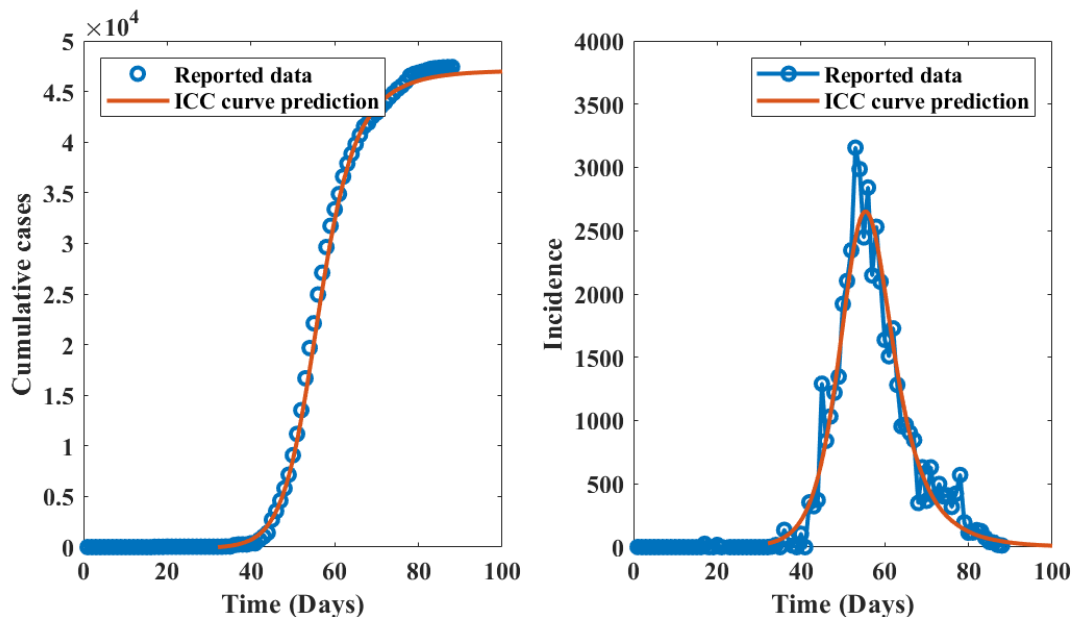 ×10⁴
5
4.5
4
3.5
3
2.5
2
1.5
1
0.5
0
0 20 40 60 80 100
Cumulative cases
Time (Days)
Reported data
ICC curve prediction
4000
3500
3000
2500
2000
1500
1000
500
0
0 20 40 60 80 100
Incidence
Time (Days)
Reported data
ICC curve prediction